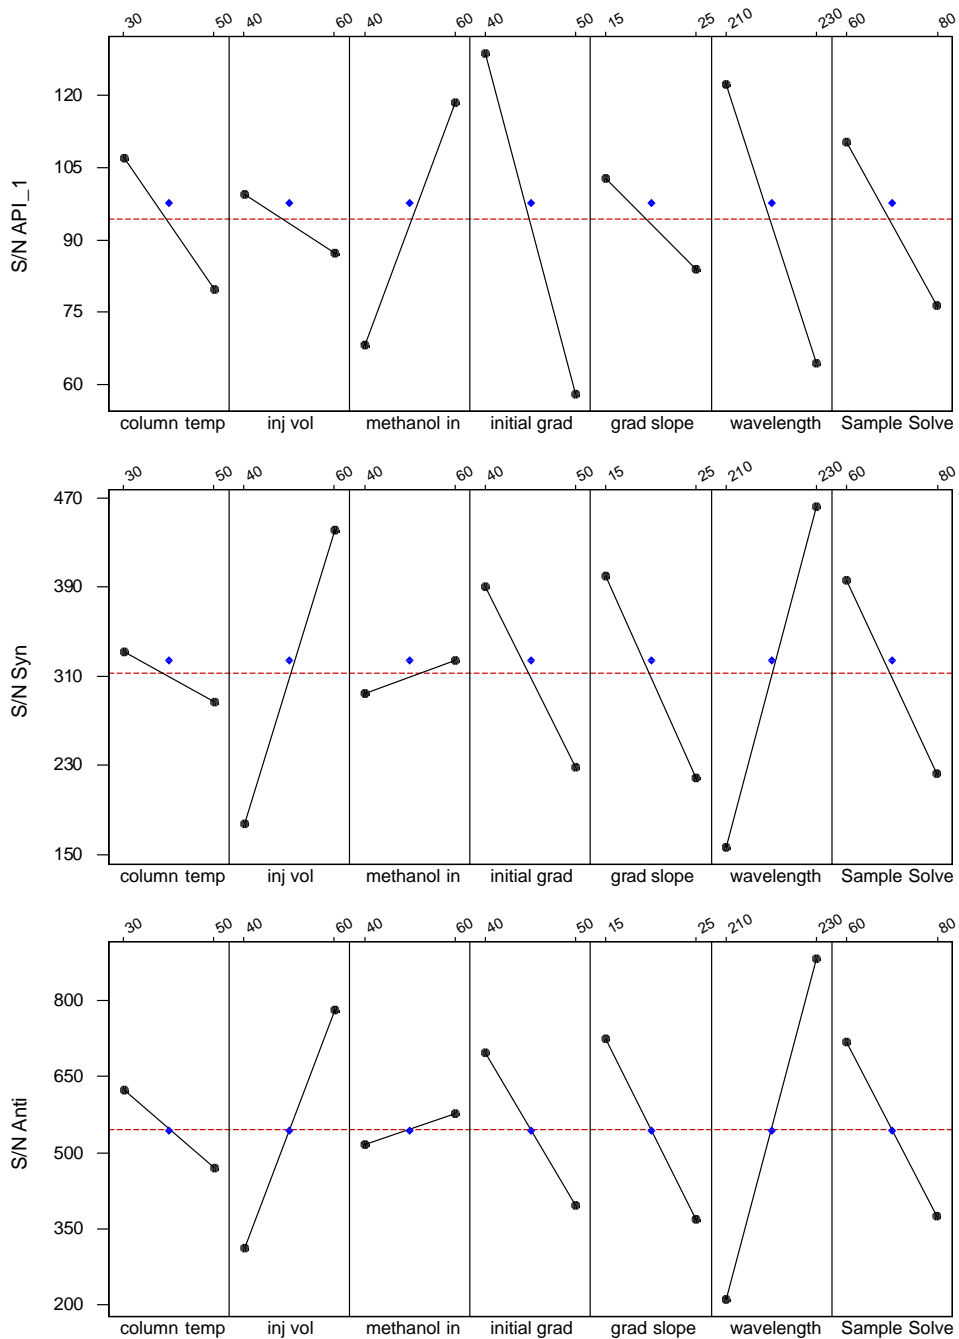 30 50 40 60 40 60 40 50 15 25 210 230 60 80
120
105
90
75
60
S/N API_1
column temp inj vol methanol in initial grad grad slope wavelength Sample Solve
30 50 40 60 40 60 40 50 15 25 210 230 60 80
470
390
310
230
150
S/N Syn
column temp inj vol methanol in initial grad grad slope wavelength Sample Solve
30 50 40 60 40 60 40 50 15 25 210 230 60 80
800
650
500
350
200
S/N Anti
column temp inj vol methanol in initial grad grad slope wavelength Sample Solve